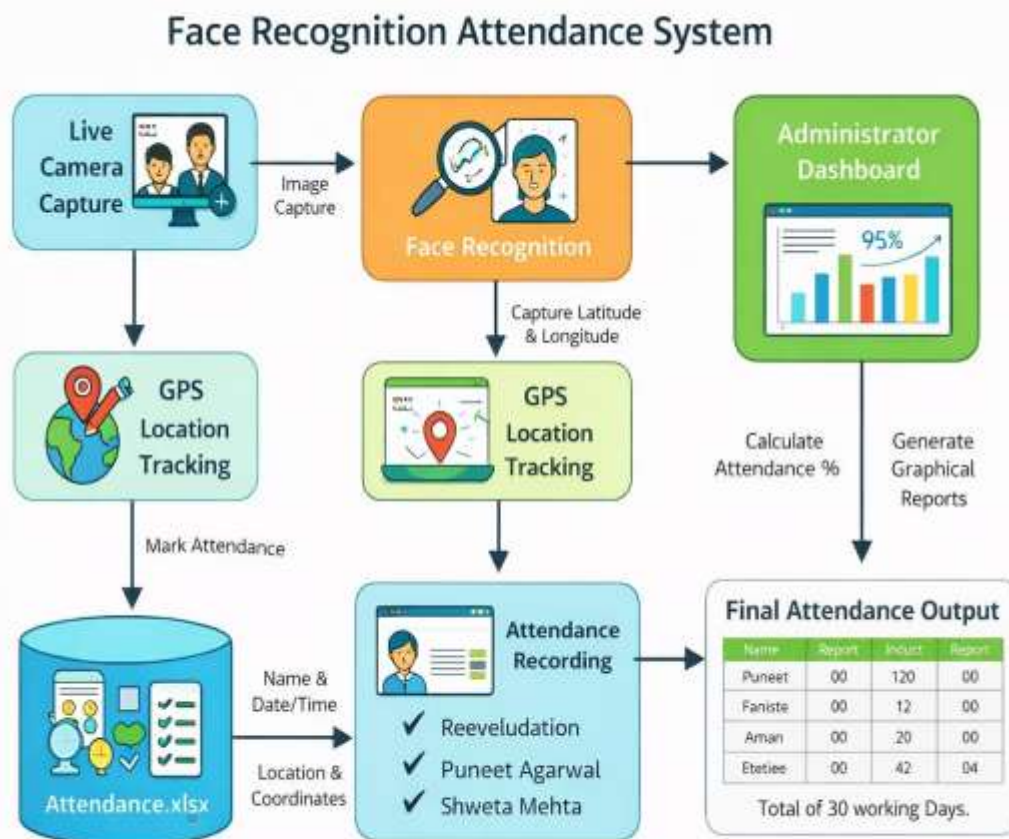 Face Recognition Attendance System
Live
Camera
Capture
Image
Capture
Face Recognition
Administrator
Dashboard
95%
GPS
Location
Tracking
Capture Latitude
& Longitude
GPS
Location
Tracking
Calculate
Attendance %
Generate
Graphical
Reports
Mark Attendance
Attendance.xlsx
Name &
Date/Time
Location &
Coordinates
Attendance
Recording
✓ Reeveludation
✓ Puneet Agarwal
✓ Shweta Mehta
Final Attendance Output
Name Report Induct Report
Puneet 00 120 00
Faniste 00 12 00
Aman 00 20 00
Etetiee 00 42 04
Total of 30 working Days.